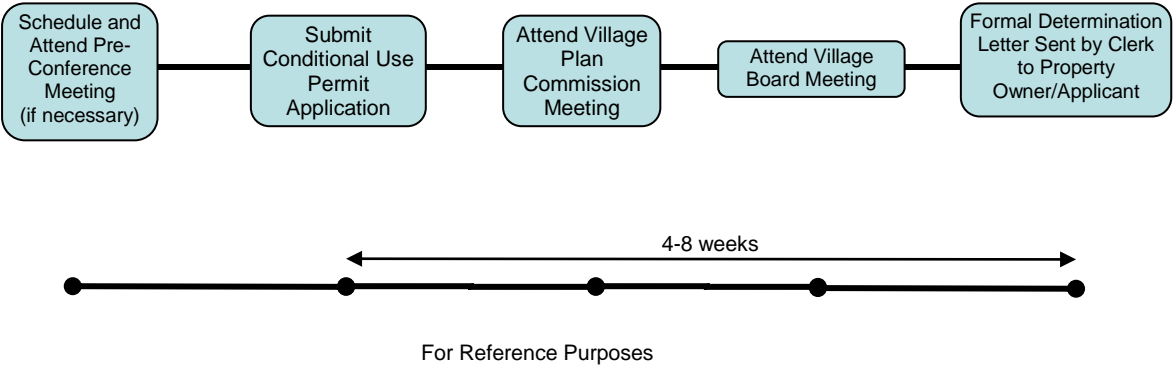 Schedule and
Attend Pre-
Conference
Meeting
(if necessary)
Submit
Conditional Use
Permit
Application
Attend Village
Plan
Commission
Meeting
Attend Village
Board Meeting
Formal Determination
Letter Sent by Clerk
to Property
Owner/Applicant
4-8 weeks
For Reference Purposes